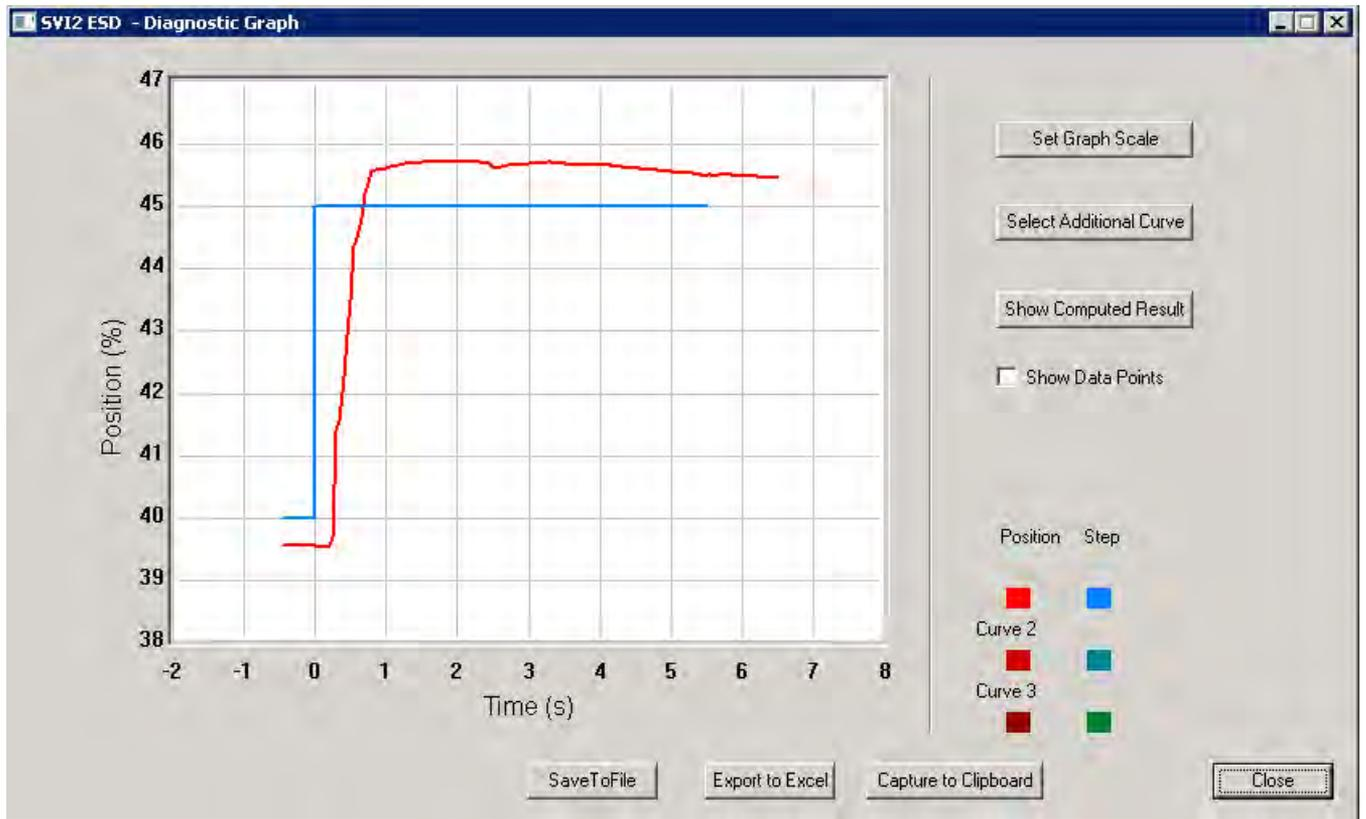 SVI2 ESD - Diagnostic Graph
47
46
45
44
43
42
41
40
39
38
Position (%)
-2 -1 0 1 2 3 4 5 6 7 8
Time (s)
Set Graph Scale
Select Additional Curve
Show Computed Result
Show Data Points
Position Step
Curve 2
Curve 3
SaveToFile Export to Excel Capture to Clipboard Close